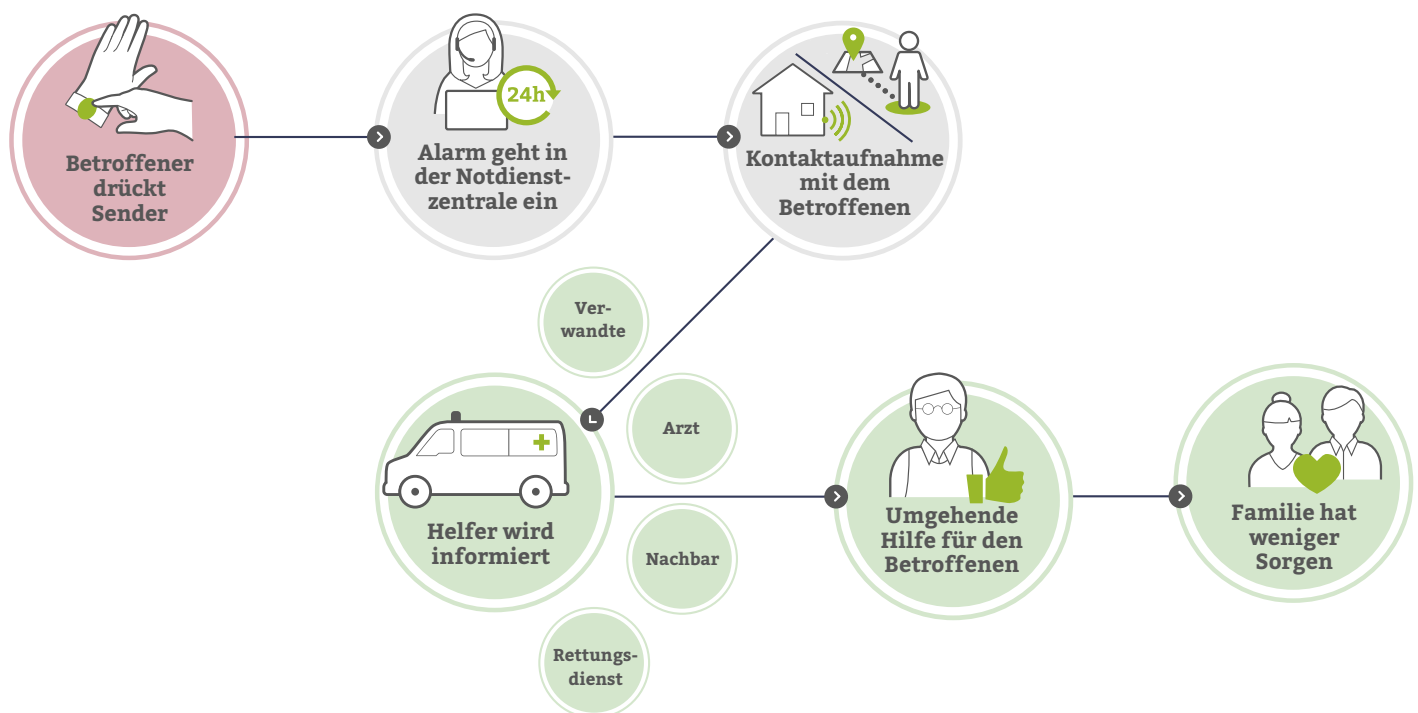 Betroffener
drückt
Sender
24h
Alarm geht in
der Notdienst-
zentrale ein
Kontaktaufnahme
mit dem
Betroffenen
Ver-
wandte
Arzt
Helfer wird
informiert
Nachbar
Rettungs-
dienst
Umgehende
Hilfe für den
Betroffenen
Familie hat
weniger
Sorgen